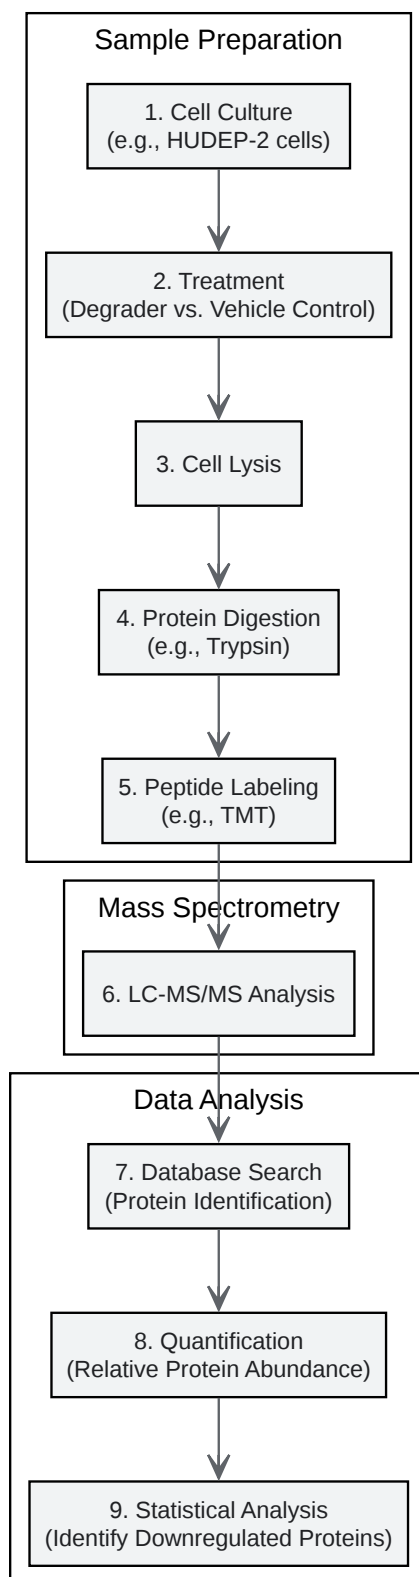 Sample Preparation
1. Cell Culture
(e.g., HUDEP-2 cells)
2. Treatment
(Degrader vs. Vehicle Control)
3. Cell Lysis
4. Protein Digestion
(e.g., Trypsin)
5. Peptide Labeling
(e.g., TMT)
Mass Spectrometry
6. LC-MS/MS Analysis
Data Analysis
7. Database Search
(Protein Identification)
8. Quantification
(Relative Protein Abundance)
9. Statistical Analysis
(Identify Downregulated Proteins)